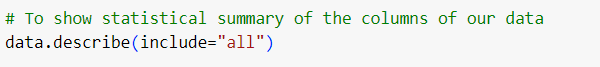 # To show statistical summary of the columns of our data
data.describe(include="all")